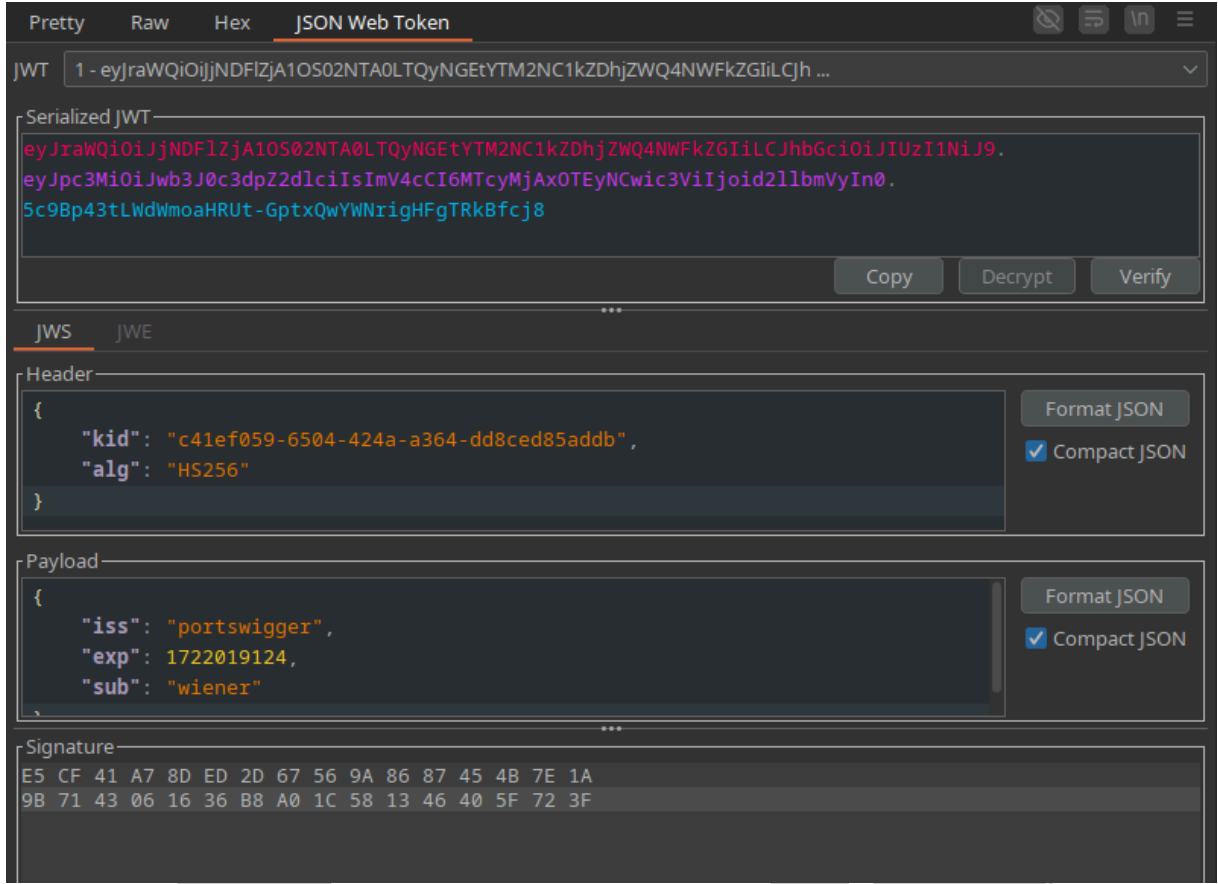 Pretty Raw Hex JSON Web Token \n
JWT 1 - eyJraWQiOiJjNDFlZjA1OS02NTA0LTQyNGEtYTM2NC1kZDhjZWQ4NWFkZGIiLCJh ...
Serialized JWT
eyJraWQiOiJjNDFlZjA1OS02NTA0LTQyNGEtYTM2NC1kZDhjZWQ4NWFkZGIiLCJhbGciOiJIUzI1NiJ9.
eyJpc3MiOiJwb3J0c3dpZ2dlciIsImV4cCI6MTcyMjAxOTEyNCwic3ViIjoid2llbmVyIn0.
5c9Bp43tLWdWmoaHRUt-GptxQwYWNrigHFgTRkBfcj8
Copy Decrypt Verify
JWS JWE
Header
{
"kid": "c41ef059-6504-424a-a364-dd8ced85addb",
"alg": "HS256"
}
Format JSON
Compact JSON
Payload
{
"iss": "portswigger",
"exp": 1722019124,
"sub": "wiener"
Format JSON
Compact JSON
Signature
E5 CF 41 A7 8D ED 2D 67 56 9A 86 87 45 4B 7E 1A
9B 71 43 06 16 36 B8 A0 1C 58 13 46 40 5F 72 3F